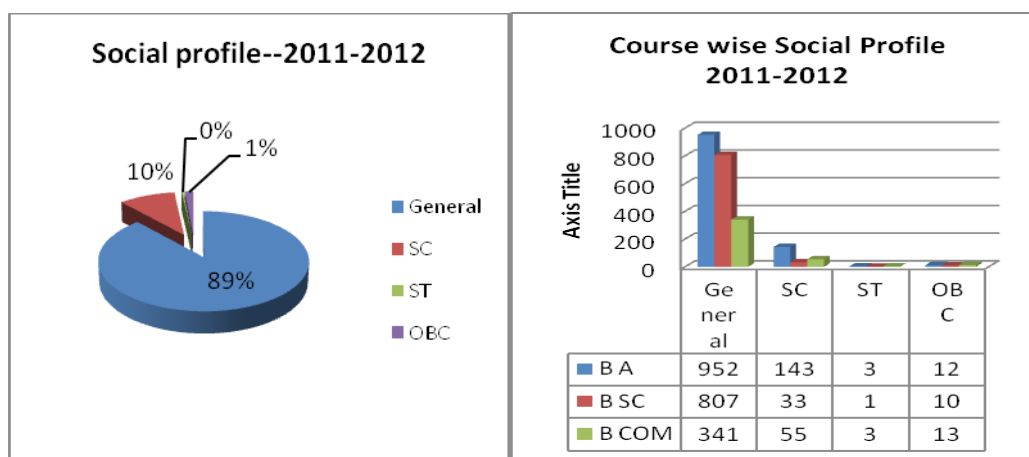 Social profile--2011-2012
0%
1%
10%
89%
General
SC
ST
OBC
Course wise Social Profile
2011-2012
Axis Title
1000
800
600
400
200
0
Ge
ner
al
SC
ST
OB
C
B A 952 143 3 12
B SC 807 33 1 10
B COM 341 55 3 13